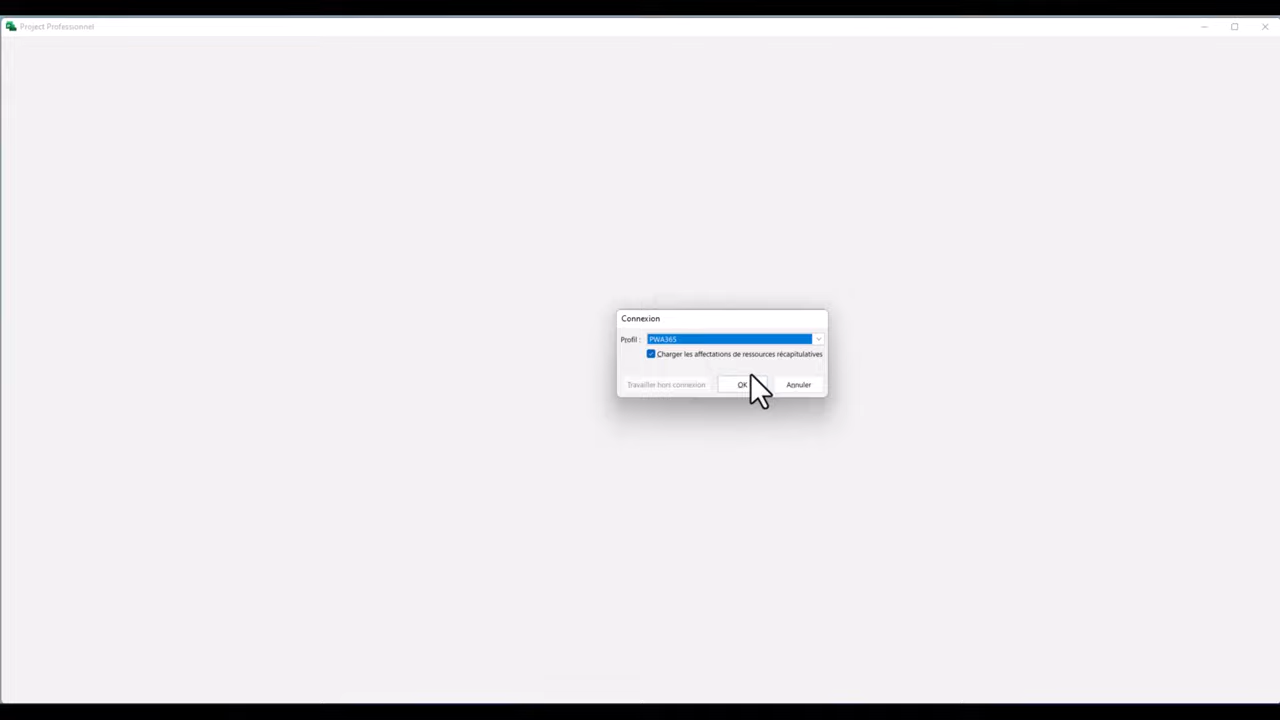 Project Professionnel
Connexion
Profil : PWA365
Charger les affectations de ressources récapitulatives
Travailler hors connexion OK Annuler